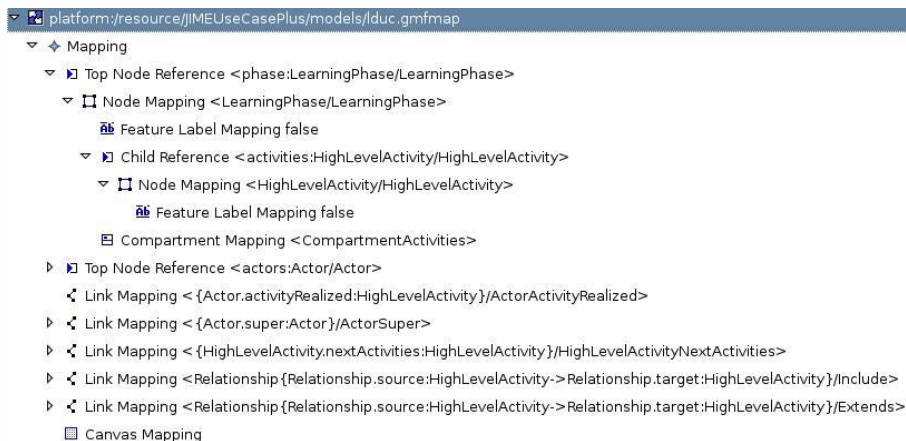 platform:/resource/JIMEUseCasePlus/models/lduc.gmfmap
Mapping
Top Node Reference <phase:LearningPhase/LearningPhase>
Node Mapping <LearningPhase/LearningPhase>
Feature Label Mapping false
Child Reference <activities:HighLevelActivity/HighLevelActivity>
Node Mapping <HighLevelActivity/HighLevelActivity>
Feature Label Mapping false
Compartment Mapping <CompartmentActivities>
Top Node Reference <actors:Actor/Actor>
Link Mapping <{Actor.activityRealized:HighLevelActivity}/ActorActivityRealized>
Link Mapping <{Actor.super:Actor}/ActorSuper>
Link Mapping <{HighLevelActivity.nextActivities:HighLevelActivity}/HighLevelActivityNextActivities>
Link Mapping <Relationship{Relationship.source:HighLevelActivity->Relationship.target:HighLevelActivity}/Include>
Link Mapping <Relationship{Relationship.source:HighLevelActivity->Relationship.target:HighLevelActivity}/Extends>
Canvas Mapping